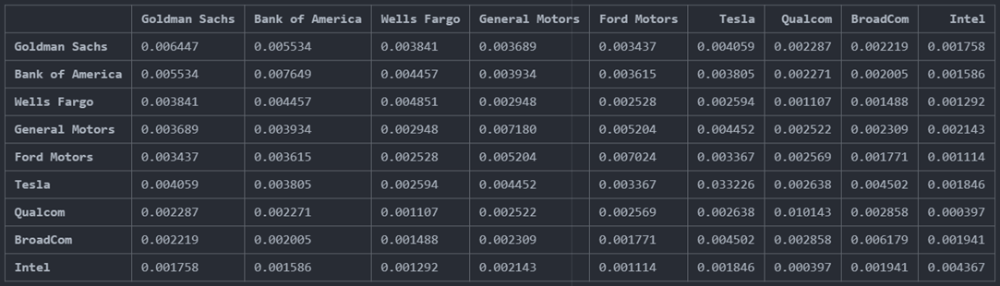 Goldman Sachs Bank of America Wells Fargo General Motors Ford Motors Tesla Qualcom BroadCom Intel
Goldman Sachs 0.006447 0.005534 0.003841 0.003689 0.003437 0.004059 0.002287 0.002219 0.001758
Bank of America 0.005534 0.007649 0.004457 0.003934 0.003615 0.003805 0.002271 0.002005 0.001586
Wells Fargo 0.003841 0.004457 0.004851 0.002948 0.002528 0.002594 0.001107 0.001488 0.001292
General Motors 0.003689 0.003934 0.002948 0.007180 0.005204 0.004452 0.002522 0.002309 0.002143
Ford Motors 0.003437 0.003615 0.002528 0.005204 0.007024 0.003367 0.002569 0.001771 0.001114
Tesla 0.004059 0.003805 0.002594 0.004452 0.003367 0.033226 0.002638 0.004502 0.001846
Qualcom 0.002287 0.002271 0.001107 0.002522 0.002569 0.002638 0.010143 0.002858 0.000397
BroadCom 0.002219 0.002005 0.001488 0.002309 0.001771 0.004502 0.002858 0.006179 0.001941
Intel 0.001758 0.001586 0.001292 0.002143 0.001114 0.001846 0.000397 0.001941 0.004367